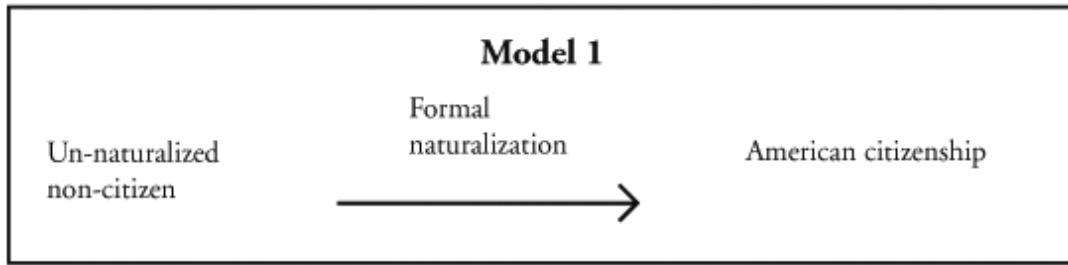 Model 1
Un-naturalized
non-citizen
Formal
naturalization
American citizenship